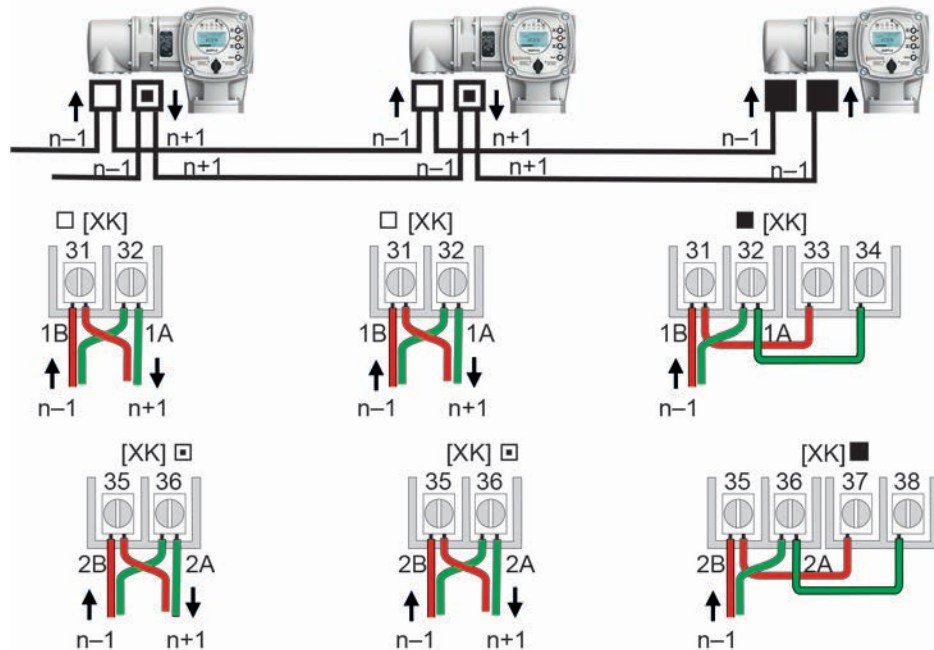 n–1 n+1 n–1 n+1 n–1
n–1 n+1 n–1 n+1 n–1
[XK] [XK] [XK]
31 32 31 32 31 32 33 34
1B 1A 1B 1A 1B 1A
n–1 n+1 n–1 n+1 n–1
[XK] [XK] [XK]
35 36 35 36 35 36 37 38
2B 2A 2B 2A 2B 2A
n–1 n+1 n–1 n+1 n–1